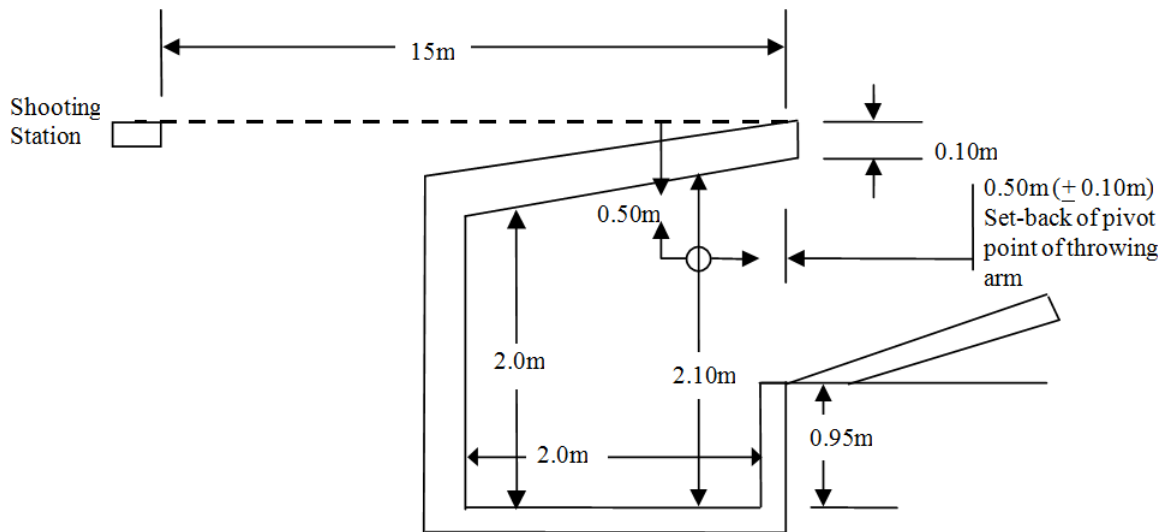 15m
Shooting
Station
0.10m
0.50m (± 0.10m)
Set-back of pivot
point of throwing
arm
0.50m
2.0m
2.10m
0.95m
2.0m